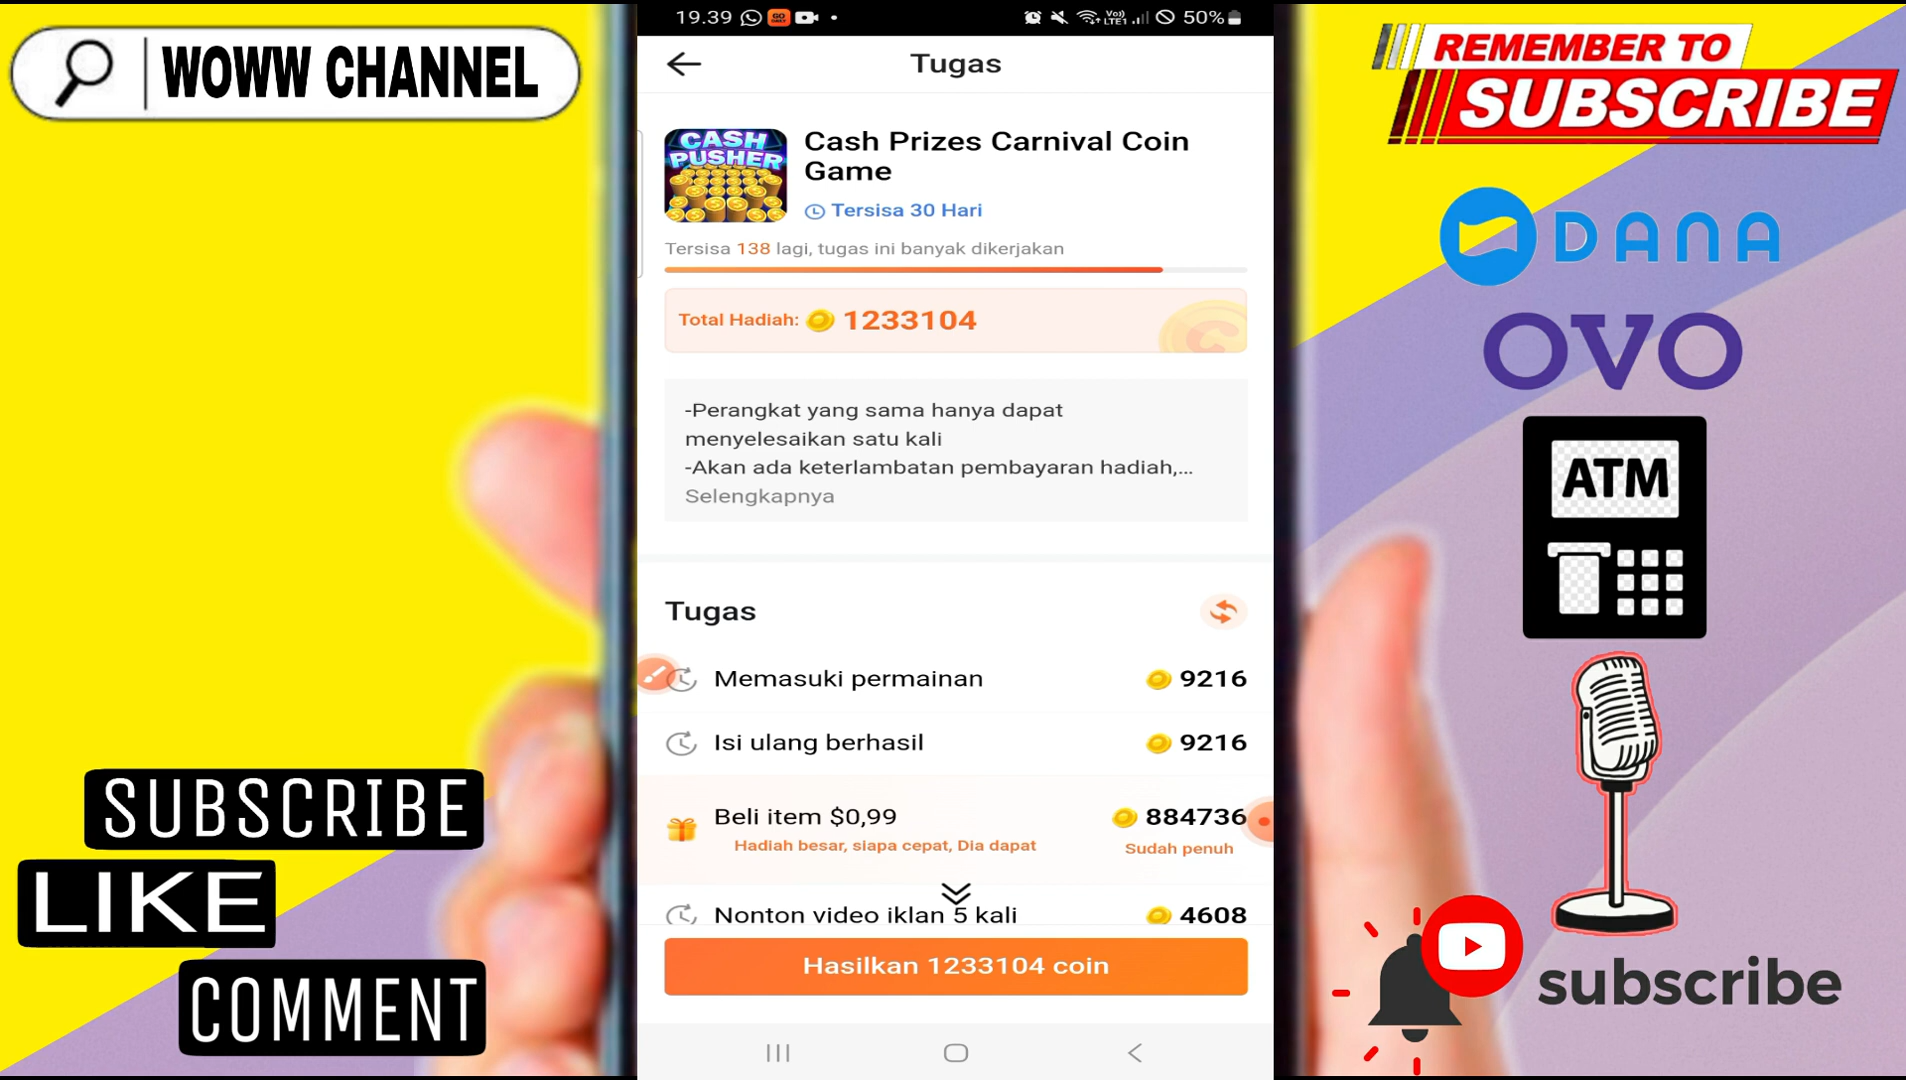 WOWW CHANNEL
19.39
GO
Vo))
LTE1
50%
Tugas
CASH
PUSHER
Cash Prizes Carnival Coin
Game
Tersisa 30 Hari
Tersisa 138 lagi, tugas ini banyak dikerjakan
Total Hadiah: 1233104
-Perangkat yang sama hanya dapat
menyelesaikan satu kali
-Akan ada keterlambatan pembayaran hadiah,...
Selengkapnya
Tugas
Memasuki permainan 9216
Isi ulang berhasil 9216
Beli item $0,99 884736
Hadiah besar, siapa cepat, Dia dapat Sudah penuh
Nonton video iklan 5 kali 4608
Hasilkan 1233104 coin
SUBSCRIBE
LIKE
COMMENT
REMEMBER TO
SUBSCRIBE
DANA
OVO
ATM
subscribe